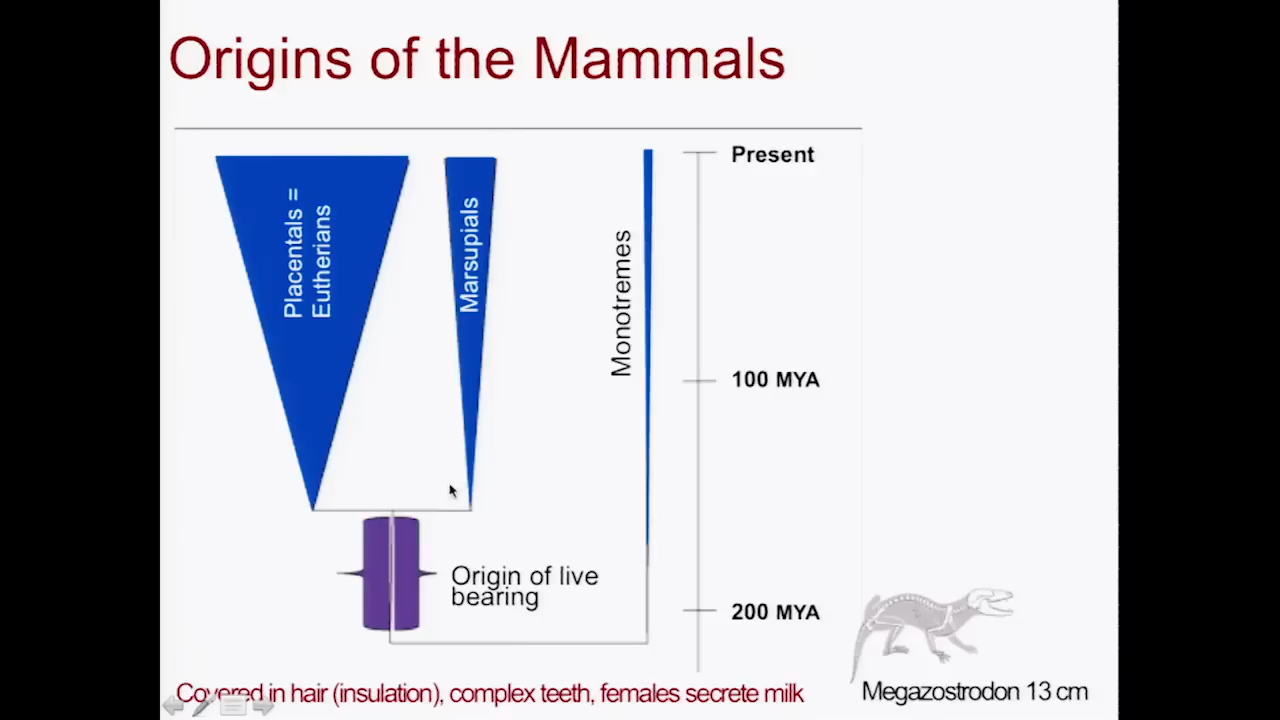 Origins of the Mammals
Placentals =
Eutherians
Marsupials
Monotremes
Present
100 MYA
200 MYA
Origin of live
bearing
Covered in hair (insulation), complex teeth, females secrete milk
Megazostrodon 13 cm